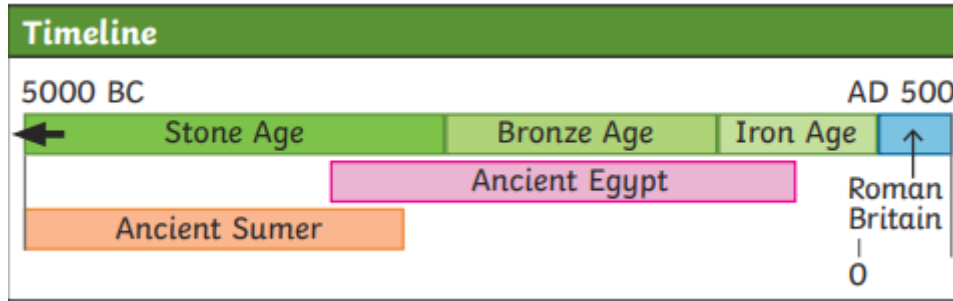 Timeline
5000 BC AD 500
Stone Age Bronze Age Iron Age
Ancient Egypt
Roman
Britain
Ancient Sumer
0